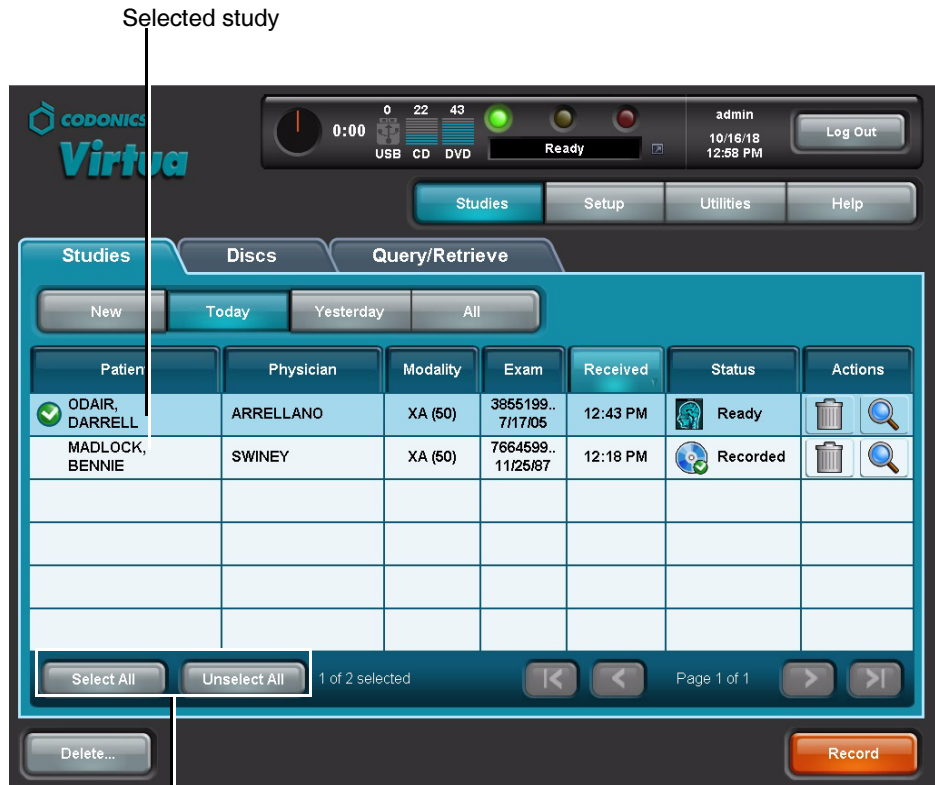 Selected study
CODONICS
Virtua
0:00
0 22 43
USB CD DVD
Ready
admin
10/16/18
12:58 PM
Log Out
Studies Setup Utilities Help
Studies Discs Query/Retrieve
New Today Yesterday All
Patient Physician Modality Exam Received Status Actions
ODAIR,
DARRELL
ARRELLANO
XA (50)
3855199..
7/17/05
12:43 PM
Ready
MADLOCK,
BENNIE
SWINEY
XA (50)
7664599..
11/25/87
12:18 PM
Recorded
Select All Unselect All 1 of 2 selected Page 1 of 1
Delete... Record